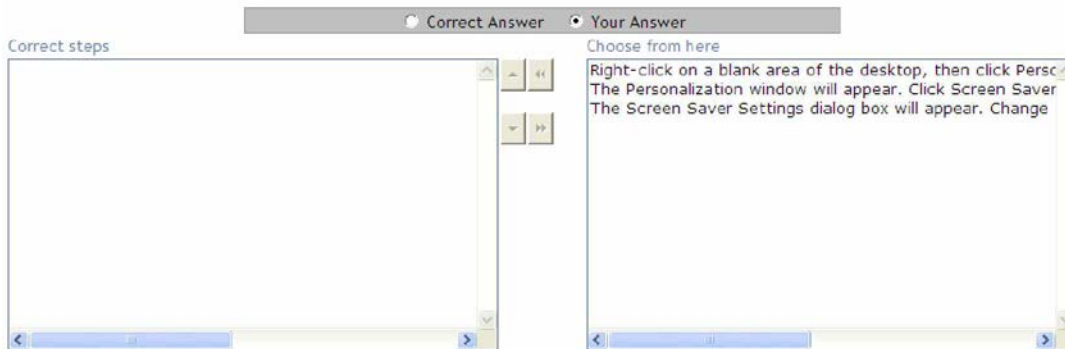 Correct Answer Your Answer
Correct steps
Choose from here
Right-click on a blank area of the desktop, then click Perso
The Personalization window will appear. Click Screen Saver
The Screen Saver Settings dialog box will appear. Change